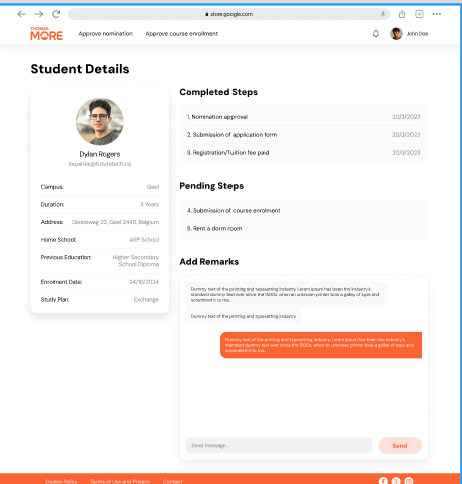 store.google.com
THOMAS
MORE
Approve nomination
Approve course enrollment
John Doe
Student Details
Dylan Rogers
inquiries@futuretech.co
Campus: Geel
Duration: 3 Years
Address: Diesteweg 22, Geel 2440, Belgium
Home School: ARP School
Previous Education: Higher Secondary
School Diploma
Enrolment Date: 24/10/2024
Study Plan: Exchange
Completed Steps
1. Nomination approval 20/3/2023
2. Submission of application form 20/3/2023
3. Registration/Tuition fee paid 20/3/2023
Pending Steps
4. Submission of course enrolment
5. Rent a dorm room
Add Remarks
Dummy text of the printing and typesetting industry. Lorem Ipsum has been the industry's
standard dummy text ever since the 1500s, when an unknown printer took a galley of type and
scrambled it to ma..
Dummy text of the printing and typesetting industry
Dummy text of the printing and typesetting industry. Lorem Ipsum has been the industry's
standard dummy text ever since the 1500s, when an unknown printer took a galley of type and
scrambled it to ma..
Send message..
Send
Cookie Policy
Terms of Use and Privacy
Contact